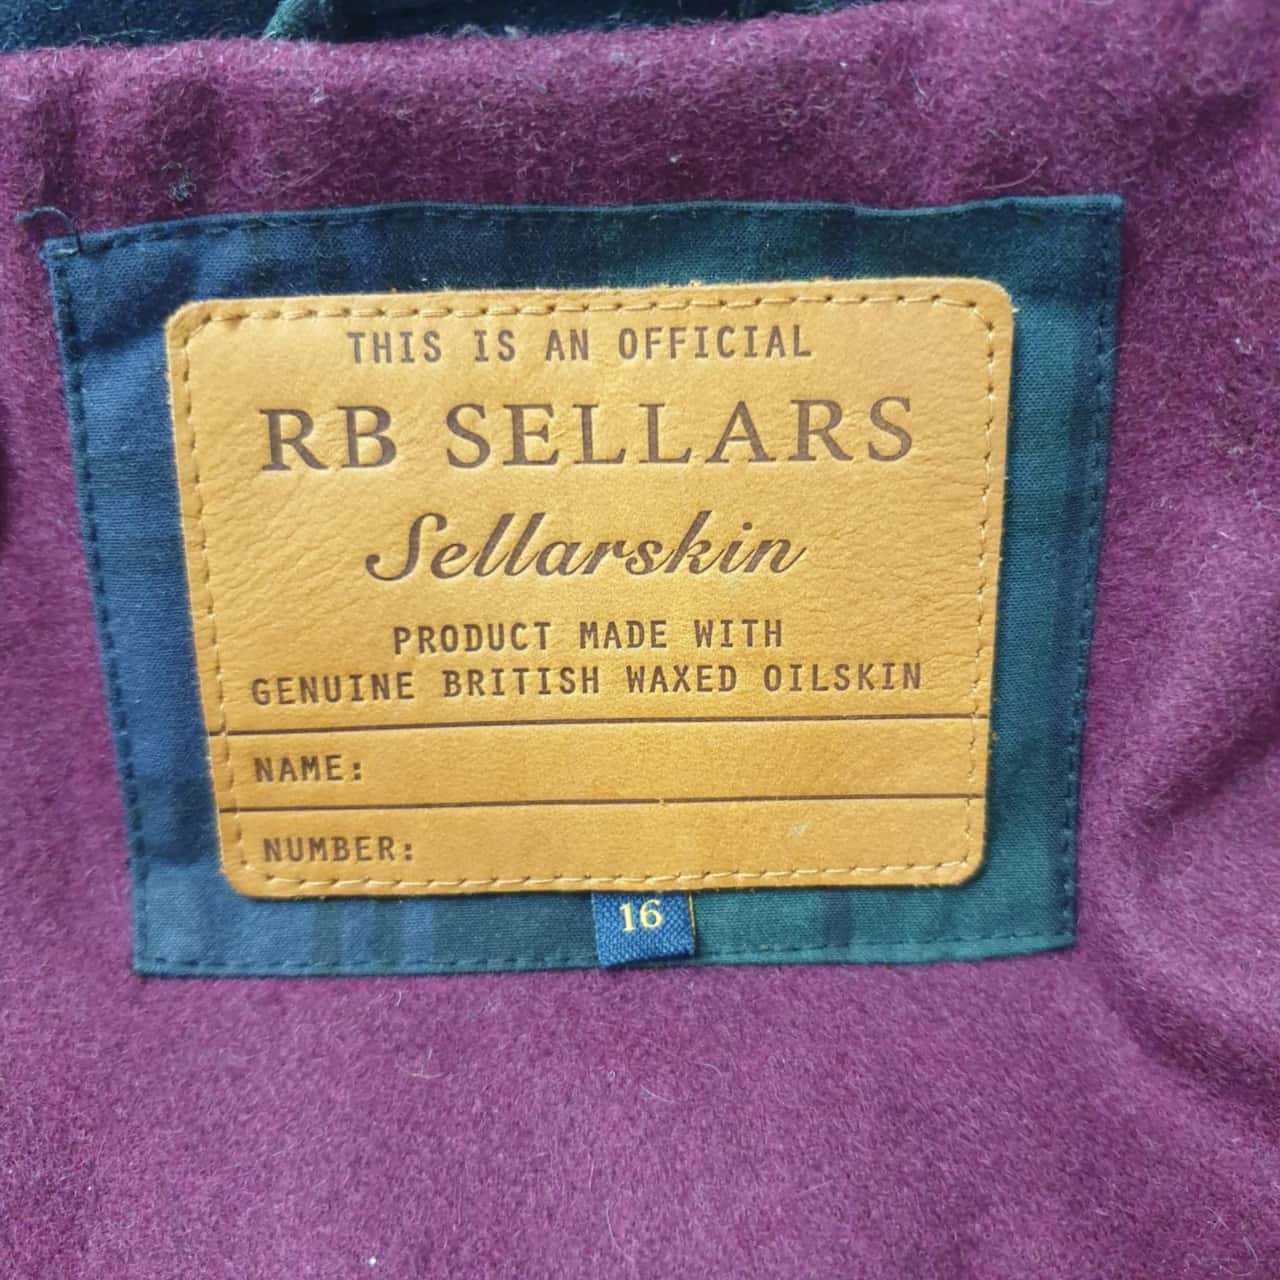 THIS IS AN OFFICIAL
RB SELLARS
Sellarskin
PRODUCT MADE WITH
GENUINE BRITISH WAXED OILSKIN
NAME:
NUMBER:
16